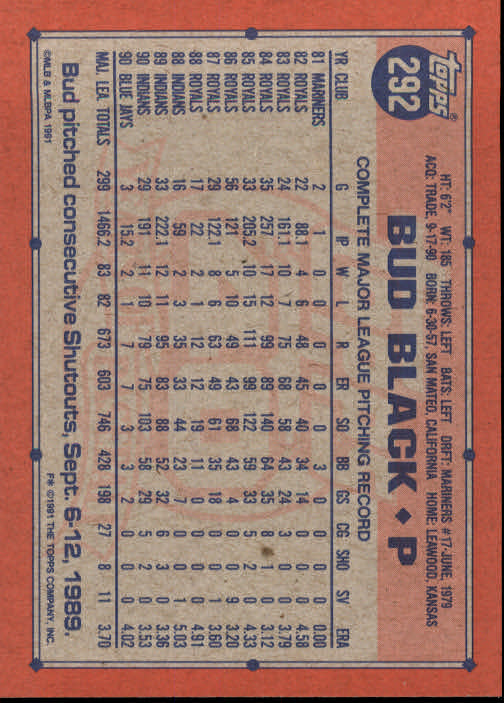 topps®
292
HT: 6'2" WT: 185 THROWS: LEFT BATS: LEFT DRFT: MARINERS #17-JUNE, 1979
ACQ: TRADE, 9-17-90 BORN: 6-30-57, SAN MATEO, CALIFORNIA HOME: LEAWOOD, KANSAS
BUD BLACK ♦ P
COMPLETE MAJOR LEAGUE PITCHING RECORD
YR CLUB G IP W L R ER SO BB GS CG SHO SV ERA
81 MARINERS 2 1 0 0 0 0 0 3 0 0 0 0 0.00
82 ROYALS 22 88.1 4 6 48 45 40 34 14 0 0 0 4.58
83 ROYALS 24 161.1 10 7 75 68 58 43 24 3 0 0 3.79
84 ROYALS 35 257 17 12 99 89 140 64 35 8 1 0 3.12
85 ROYALS 33 205.2 10 15 111 99 122 59 33 5 2 0 4.33
86 ROYALS 56 121 5 10 49 43 68 43 4 0 0 9 3.20
87 ROYALS 29 122.1 8 6 63 49 61 35 18 0 0 1 3.60
88 ROYALS 17 22 2 1 12 12 19 11 0 0 0 0 4.91
88 INDIANS 16 59 2 3 35 33 44 23 7 0 0 1 5.03
89 INDIANS 33 222.1 12 11 95 83 88 52 32 6 3 0 3.36
90 INDIANS 29 191 11 10 79 75 103 58 29 5 2 0 3.53
90 BLUE JAYS 3 15.2 2 1 7 7 3 3 2 0 0 0 4.02
MAJ. LEA. TOTALS 299 1466.2 83 82 673 603 746 428 198 27 8 11 3.70
Bud pitched consecutive Shutouts, Sept. 6-12, 1989.
©MLB & MLBPA 1991
F* ©1991 THE TOPPS COMPANY, INC.